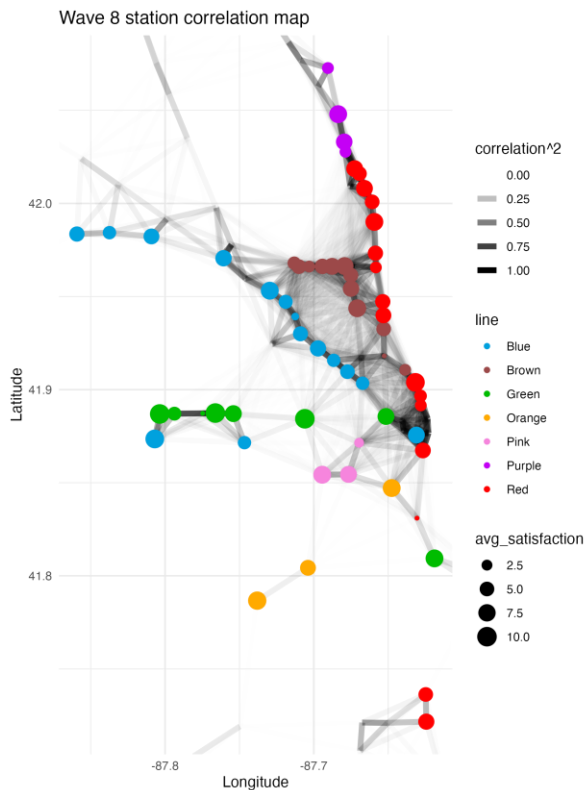 Wave 8 station correlation map
correlation^2
0.00
0.25
0.50
0.75
1.00
line
Blue
Brown
Green
Orange
Pink
Purple
Red
avg_satisfaction
2.5
5.0
7.5
10.0
Latitude
42.0
41.9
41.8
-87.8
-87.7
Longitude